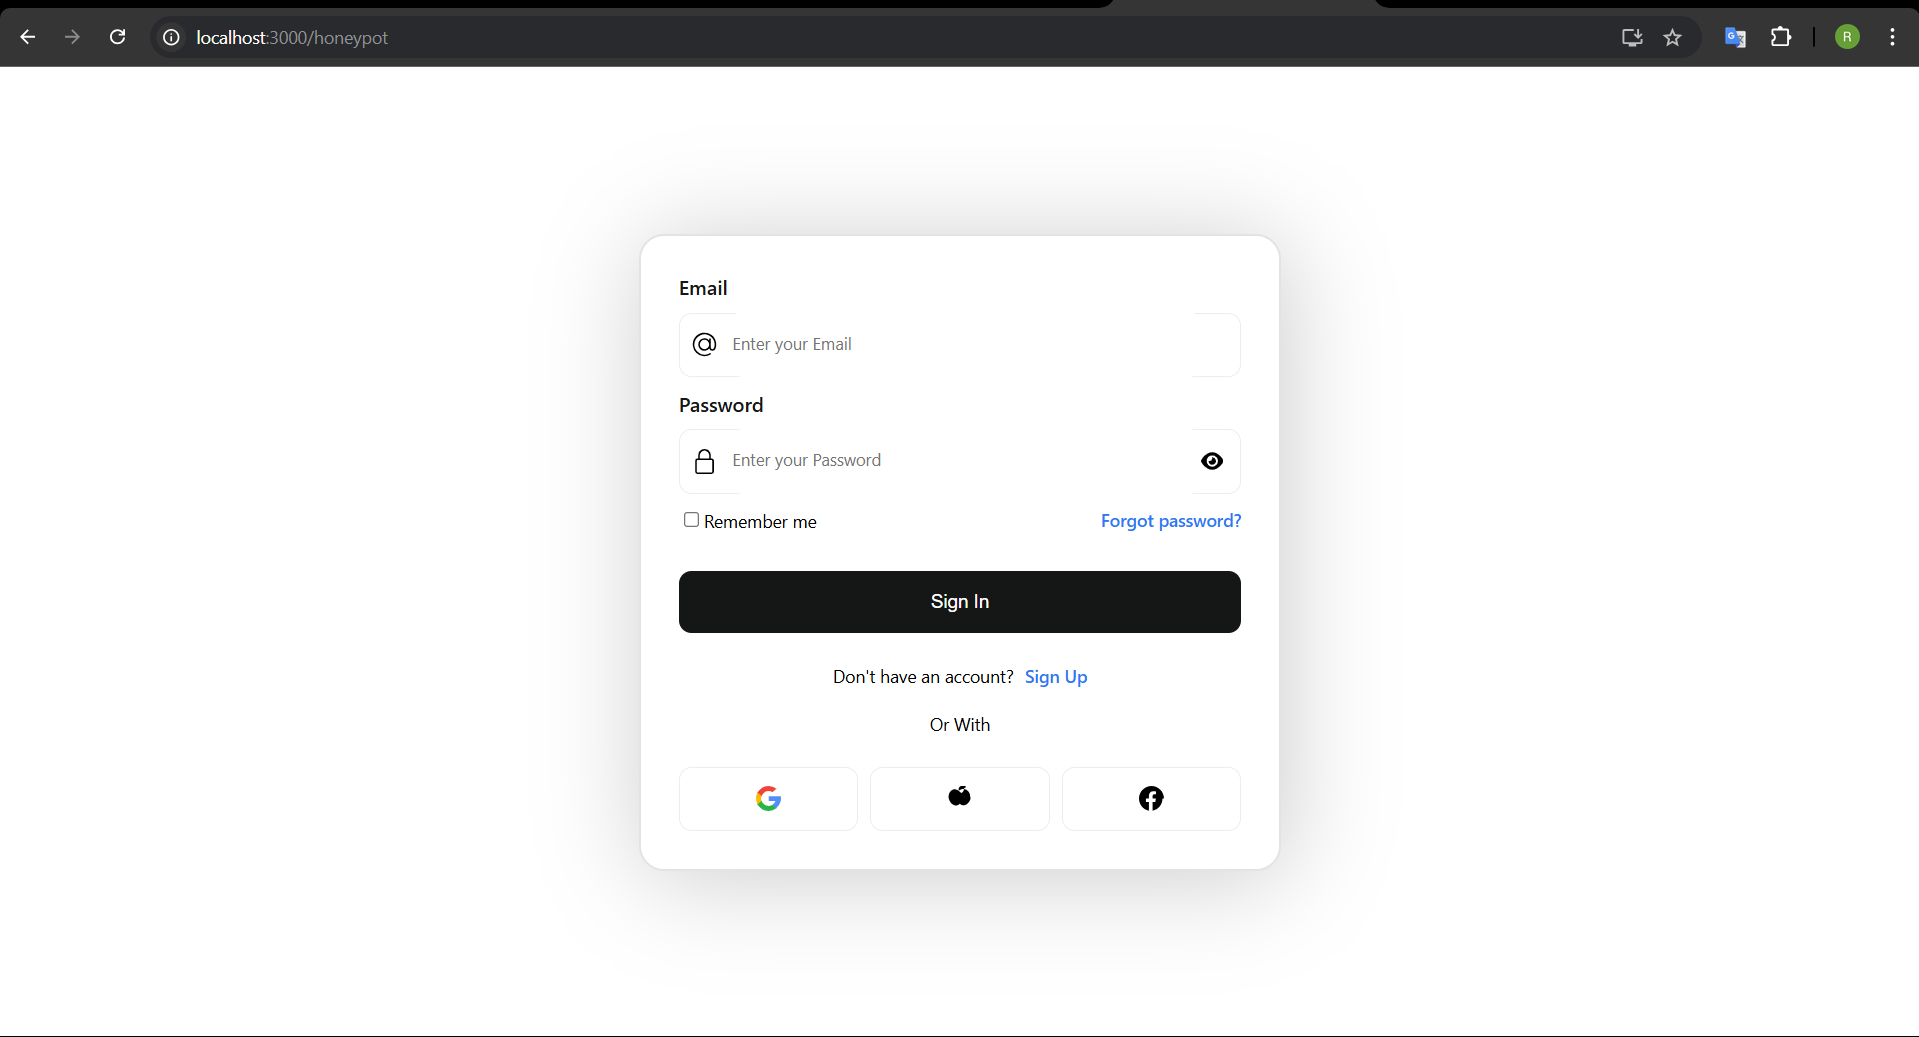 localhost:3000/honeypot
R
Email
@ Enter your Email
Password
Enter your Password
Remember me Forgot password?
Sign In
Don't have an account? Sign Up
Or With